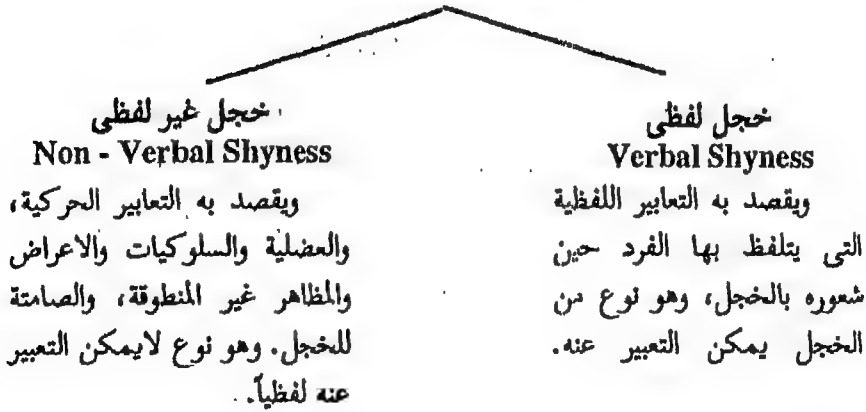 خجل لفظى
Verbal Shyness
ويقصد به التعابير اللفظية
التى يتلفظ بها الفرد حين
شعوره بالخجل، وهو نوع من
الخجل يمكن التعبير عنه.
خجل غير لفظى
Non - Verbal Shyness
ويقصد به التعابير الحركية،
والعضلية والسلوكيات والاعراض
والمظاهر غير المنطوقة، والصامتة
للخجل. وهو نوع لايمكن التعبير
عنه لفظياً.